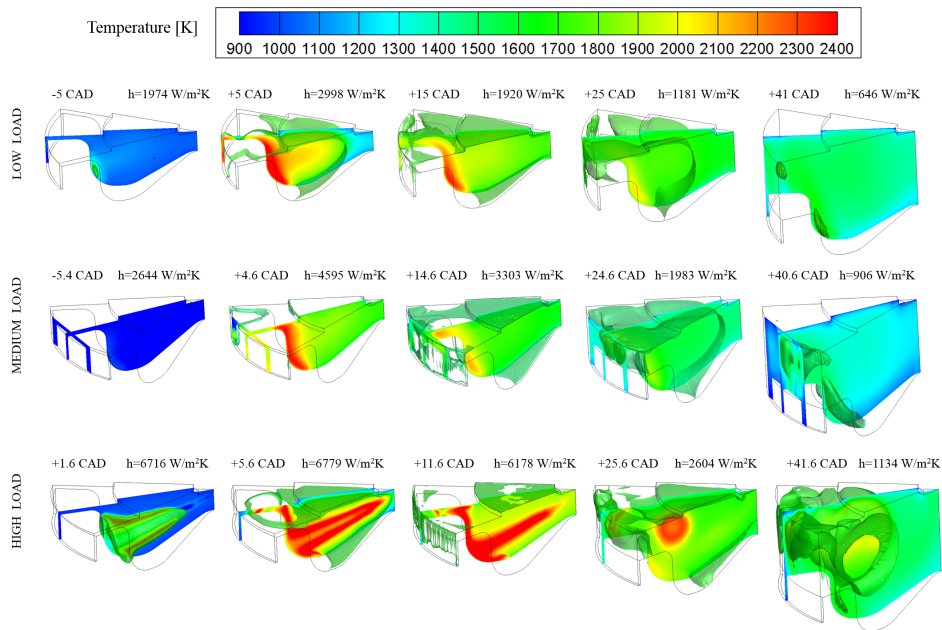 Temperature [K]
900 1000 1100 1200 1300 1400 1500 1600 1700 1800 1900 2000 2100 2200 2300 2400
LOW LOAD
-5 CAD h=1974 W/m²K
+5 CAD h=2998 W/m²K
+15 CAD h=1920 W/m²K
+25 CAD h=1181 W/m²K
+41 CAD h=646 W/m²K
MEDIUM LOAD
-5.4 CAD h=2644 W/m²K
+4.6 CAD h=4595 W/m²K
+14.6 CAD h=3303 W/m²K
+24.6 CAD h=1983 W/m²K
+40.6 CAD h=906 W/m²K
HIGH LOAD
+1.6 CAD h=6716 W/m²K
+5.6 CAD h=6779 W/m²K
+11.6 CAD h=6178 W/m²K
+25.6 CAD h=2604 W/m²K
+41.6 CAD h=1134 W/m²K